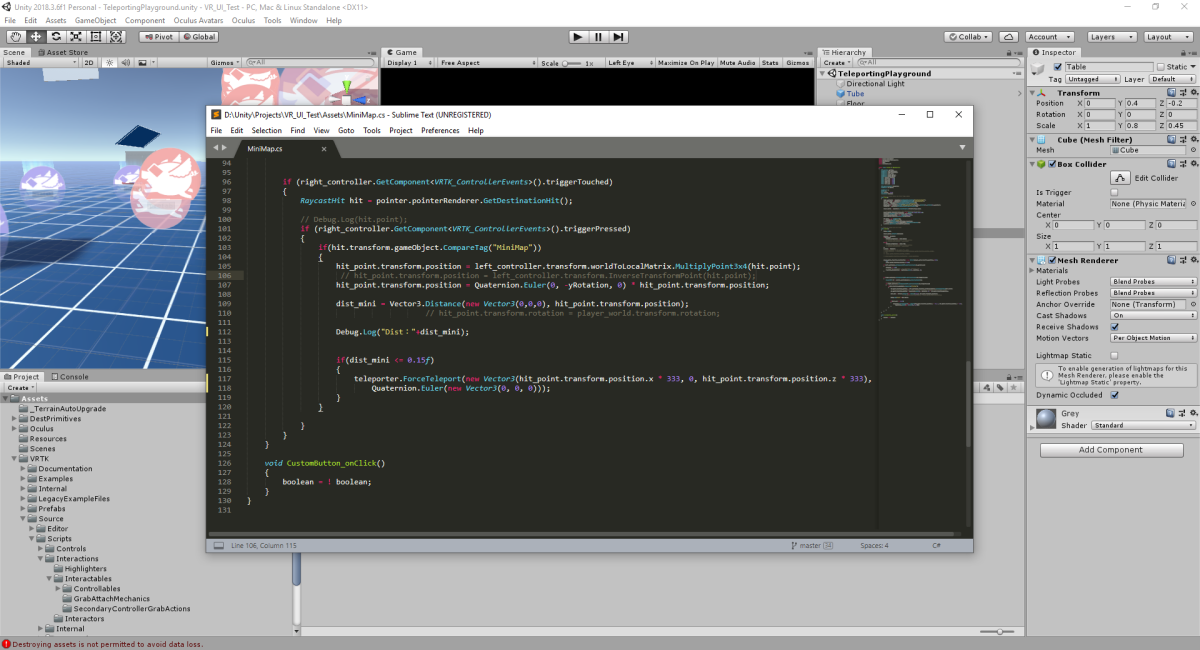 Unity 2018.3.6f1 Personal - TeleportingPlayground.unity - VR_UI_Test - PC, Mac & Linux Standalone <DX11>
File Edit Assets GameObject Component Oculus Avatars Oculus Tools Window Help
Pivot Global Collab Account Layers Layout
Scene Asset Store
Shaded 2D Gizmos All
Game
Display 1 Free Aspect Scale 1x Left Eye Maximize On Play Mute Audio Stats Gizmos
Hierarchy
Create All
TeleportingPlayground
Directional Light
Tube
Floor
D:\Unity\Projects\VR_UI_Test\Assets\MiniMap.cs - Sublime Text (UNREGISTERED)
File Edit Selection Find View Goto Tools Project Preferences Help
MiniMap.cs
94
95
96 if (right_controller.GetComponent<VRTK_ControllerEvents>().triggerTouched)
97 {
98 RaycastHit hit = pointer.pointerRenderer.GetDestinationHit();
99
100 // Debug.Log(hit.point);
101 if (right_controller.GetComponent<VRTK_ControllerEvents>().triggerPressed)
102 {
103 if(hit.transform.gameObject.CompareTag("MiniMap"))
104 {
105 hit_point.transform.position = left_controller.transform.worldToLocalMatrix.MultiplyPoint3x4(hit.point);
106 // hit_point.transform.position = left_controller.transform.InverseTransformPoint(hit.point);
107 hit_point.transform.position = Quaternion.Euler(0, -yRotation, 0) * hit_point.transform.position;
108
109 dist_mini = Vector3.Distance(new Vector3(0,0,0), hit_point.transform.position);
110 // hit_point.transform.rotation = player_world.transform.rotation;
111
112 Debug.Log("Dist："+dist_mini);
113
114
115 if(dist_mini <= 0.15f)
116 {
117 teleporter.ForceTeleport(new Vector3(hit_point.transform.position.x * 333, 0, hit_point.transform.position.z * 333),
118 Quaternion.Euler(new Vector3(0, 0, 0)));
119 }
120 }
121
122 }
123 }
124 }
125
126 void CustomButton_onClick()
127 {
128 boolean = ! boolean;
129 }
130 }
131
Line 106, Column 115 master 34 Spaces: 4 C#
Project Console
Create
Assets
_TerrainAutoUpgrade
DestPrimitives
Oculus
Resources
Scenes
VRTK
Documentation
Examples
Internal
LegacyExampleFiles
Prefabs
Source
Editor
Scripts
Controls
Interactions
Highlighters
Interactables
Controllables
GrabAttachMechanics
SecondaryControllerGrabActions
Interactors
Internal
Destroying assets is not permitted to avoid data loss.
Inspector
Table Static
Tag Untagged Layer Default
Transform
Position X 0 Y 0.4 Z -0.2
Rotation X 0 Y 0 Z 0
Scale X 1 Y 0.8 Z 0.45
Cube (Mesh Filter)
Mesh Cube
Box Collider
Edit Collider
Is Trigger
Material None (Physic Materia
Center
X 0 Y 0 Z 0
Size
X 1 Y 1 Z 1
Mesh Renderer
Materials
Light Probes Blend Probes
Reflection Probes Blend Probes
Anchor Override None (Transform)
Cast Shadows On
Receive Shadows
Motion Vectors Per Object Motion
Lightmap Static
To enable generation of lightmaps for this
Mesh Renderer, please enable the
'Lightmap Static' property.
Dynamic Occluded
Grey
Shader Standard
Add Component